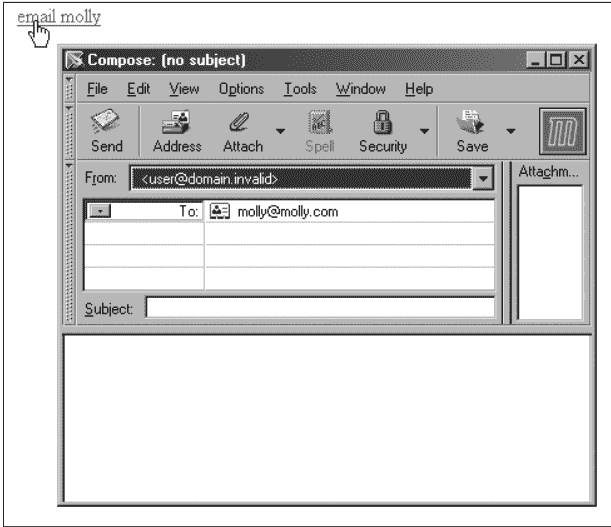 email molly
Compose: (no subject)
File Edit View Options Tools Window Help
Send Address Attach Spell Security Save
From: <user@domain.invalid> Attachm...
To: molly@molly.com
Subject: